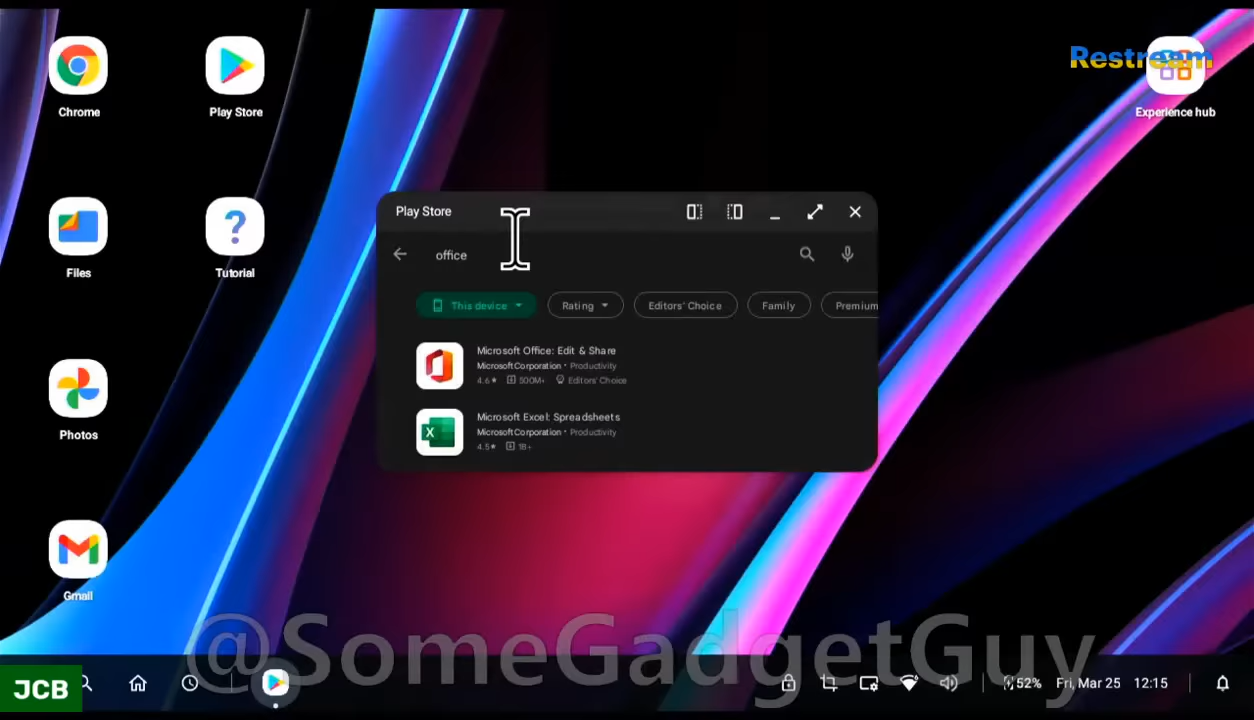 Restream
Chrome
Play Store
Experience hub
Play Store
office
Files
Tutorial
This device
Rating
Editors' Choice
Family
Premium
Microsoft Office: Edit & Share
Microsoft Corporation • Productivity
4.6★ 500M+ Editors' Choice
Microsoft Excel: Spreadsheets
Microsoft Corporation • Productivity
4.5★ 1B+
Photos
Gmail
@SomeGadgetGuy
JCB
52% Fri, Mar 25 12:15